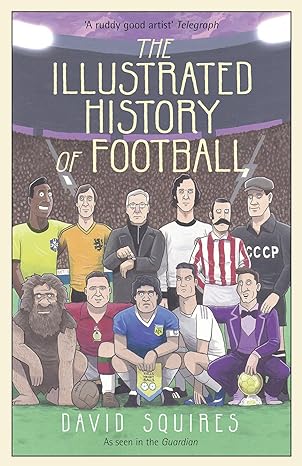 'A ruddy good artist' Telegraph
THE
ILLUSTRATED
HISTORY
OF FOOTBALL
CCCP
DAVID SQUIRES
As seen in the Guardian